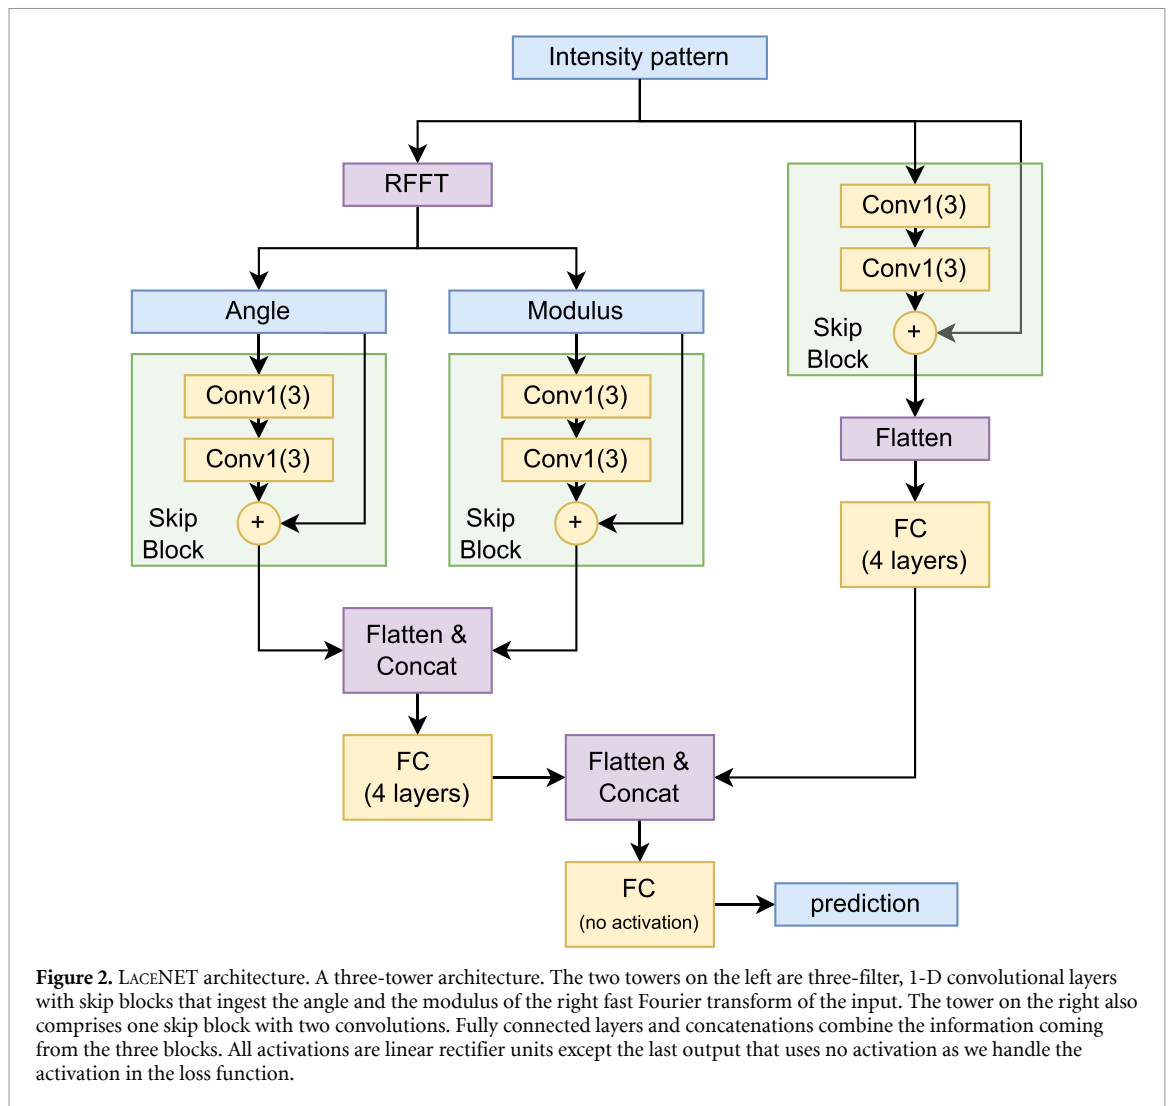 Intensity pattern
RFFT
Conv1(3)
Conv1(3)
+
Skip
Block
Angle
Modulus
Conv1(3)
Conv1(3)
+
Skip
Block
Conv1(3)
Conv1(3)
+
Skip
Block
Flatten
FC
(4 layers)
Flatten &
Concat
FC
(4 layers)
Flatten &
Concat
FC
(no activation)
prediction
Figure 2. LACENET architecture. A three-tower architecture. The two towers on the left are three-filter, 1-D convolutional layers
with skip blocks that ingest the angle and the modulus of the right fast Fourier transform of the input. The tower on the right also
comprises one skip block with two convolutions. Fully connected layers and concatenations combine the information coming
from the three blocks. All activations are linear rectifier units except the last output that uses no activation as we handle the
activation in the loss function.